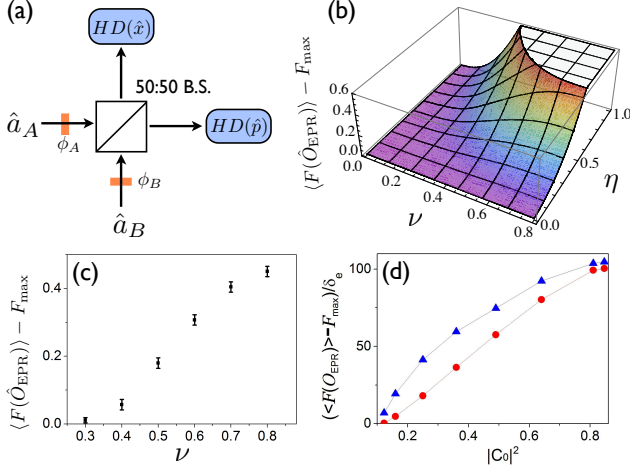 (a)
HD(x̂)
50:50 B.S.
â_A
ϕ_A
HD(p̂)
ϕ_B
â_B
(b)
⟨F(Ô_EPR)⟩ − F_max
0.6
0.4
0.3
0.1
0.0
0.0
0.2
0.4
0.6
0.8
ν
0.0
0.5
1.0
η
(c)
⟨F(Ô_EPR)⟩ − F_max
0.4
0.2
0.0
0.3 0.4 0.5 0.6 0.7 0.8
ν
(d)
(<F(O_EPR)>−F_max)/δ_e
100
50
0
0.2 0.4 0.6 0.8
|C₀|²